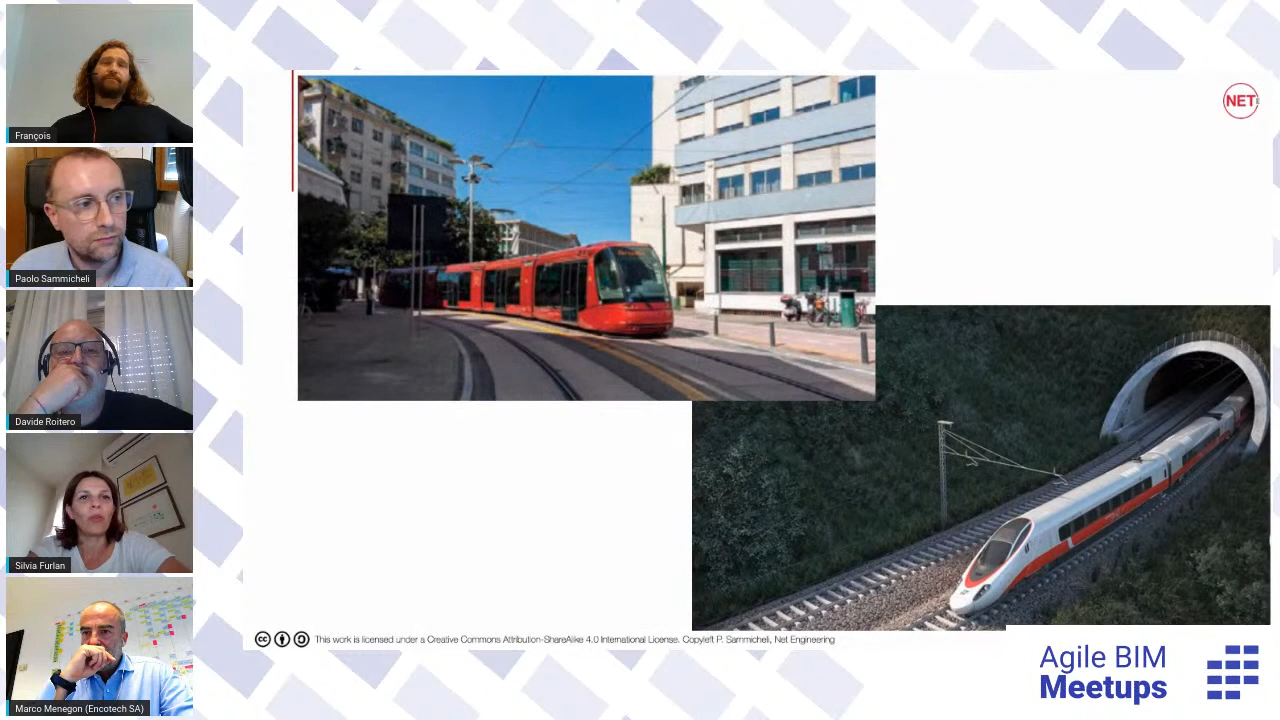 François
Paolo Sammicheli
Davide Roitero
Silvia Furlan
Marco Menegon (Encotech SA)
NET
This work is licensed under a Creative Commons Attribution-ShareAlike 4.0 International License. Copyleft P. Sammicheli, Net Engineering
Agile BIM
Meetups